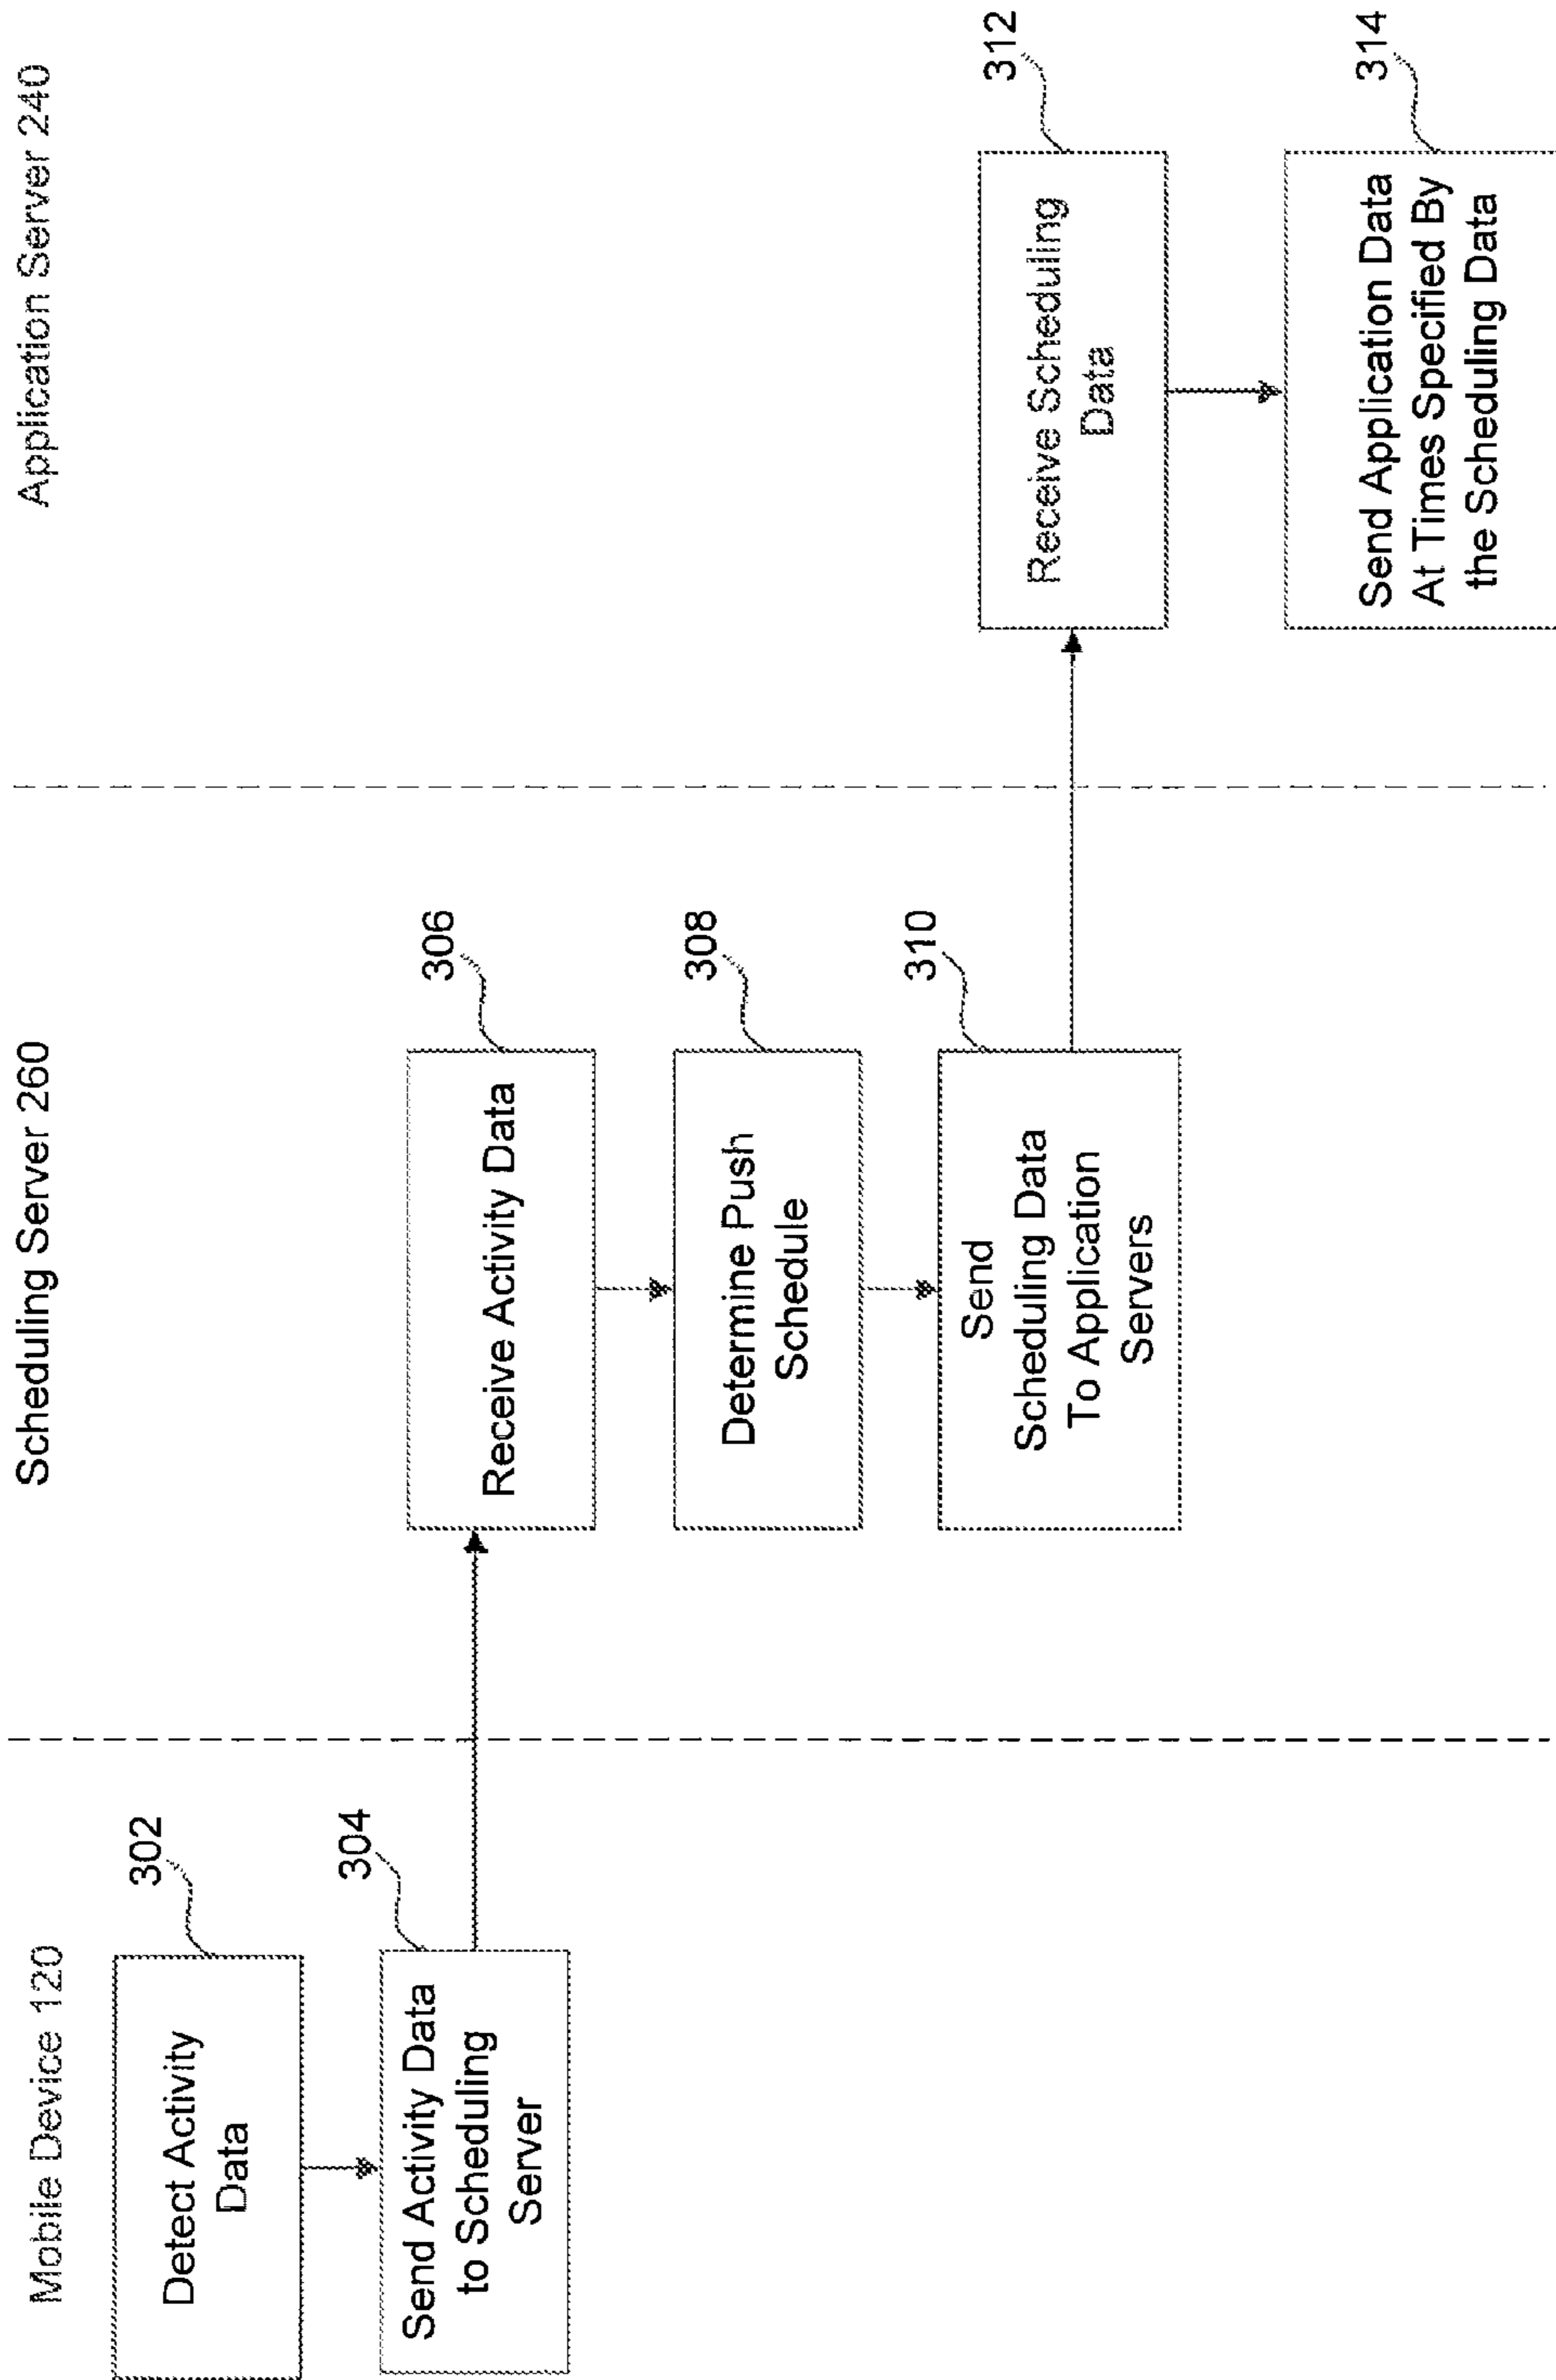 Mobile Device 120
Scheduling Server 260
Application Server 240
302
Detect Activity
Data
304
Send Activity Data
to Scheduling
Server
306
Receive Activity Data
308
Determine Push
Schedule
310
Send
Scheduling Data
To Application
Servers
312
Receive Scheduling
Data
314
Send Application Data
At Times Specified By
the Scheduling Data